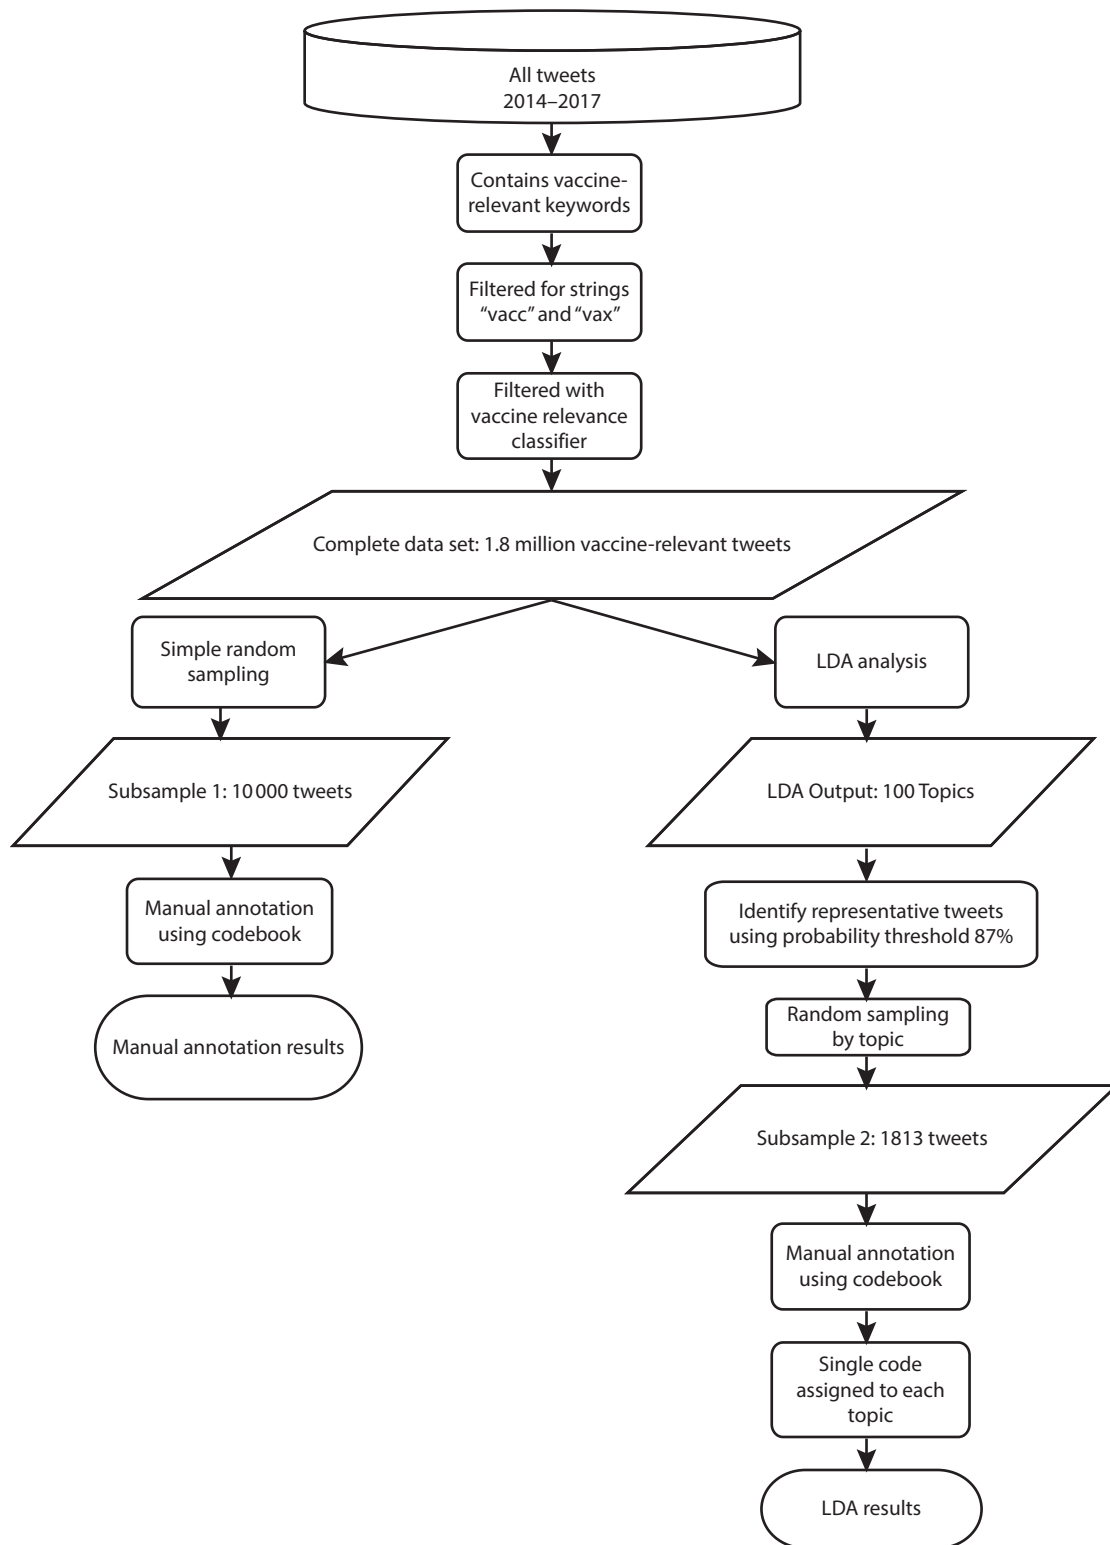 All tweets
2014–2017
Contains vaccine-
relevant keywords
Filtered for strings
“vacc” and “vax”
Filtered with
vaccine relevance
classifier
Complete data set: 1.8 million vaccine-relevant tweets
Simple random
sampling
Subsample 1: 10 000 tweets
Manual annotation
using codebook
Manual annotation results
LDA analysis
LDA Output: 100 Topics
Identify representative tweets
using probability threshold 87%
Random sampling
by topic
Subsample 2: 1813 tweets
Manual annotation
using codebook
Single code
assigned to each
topic
LDA results